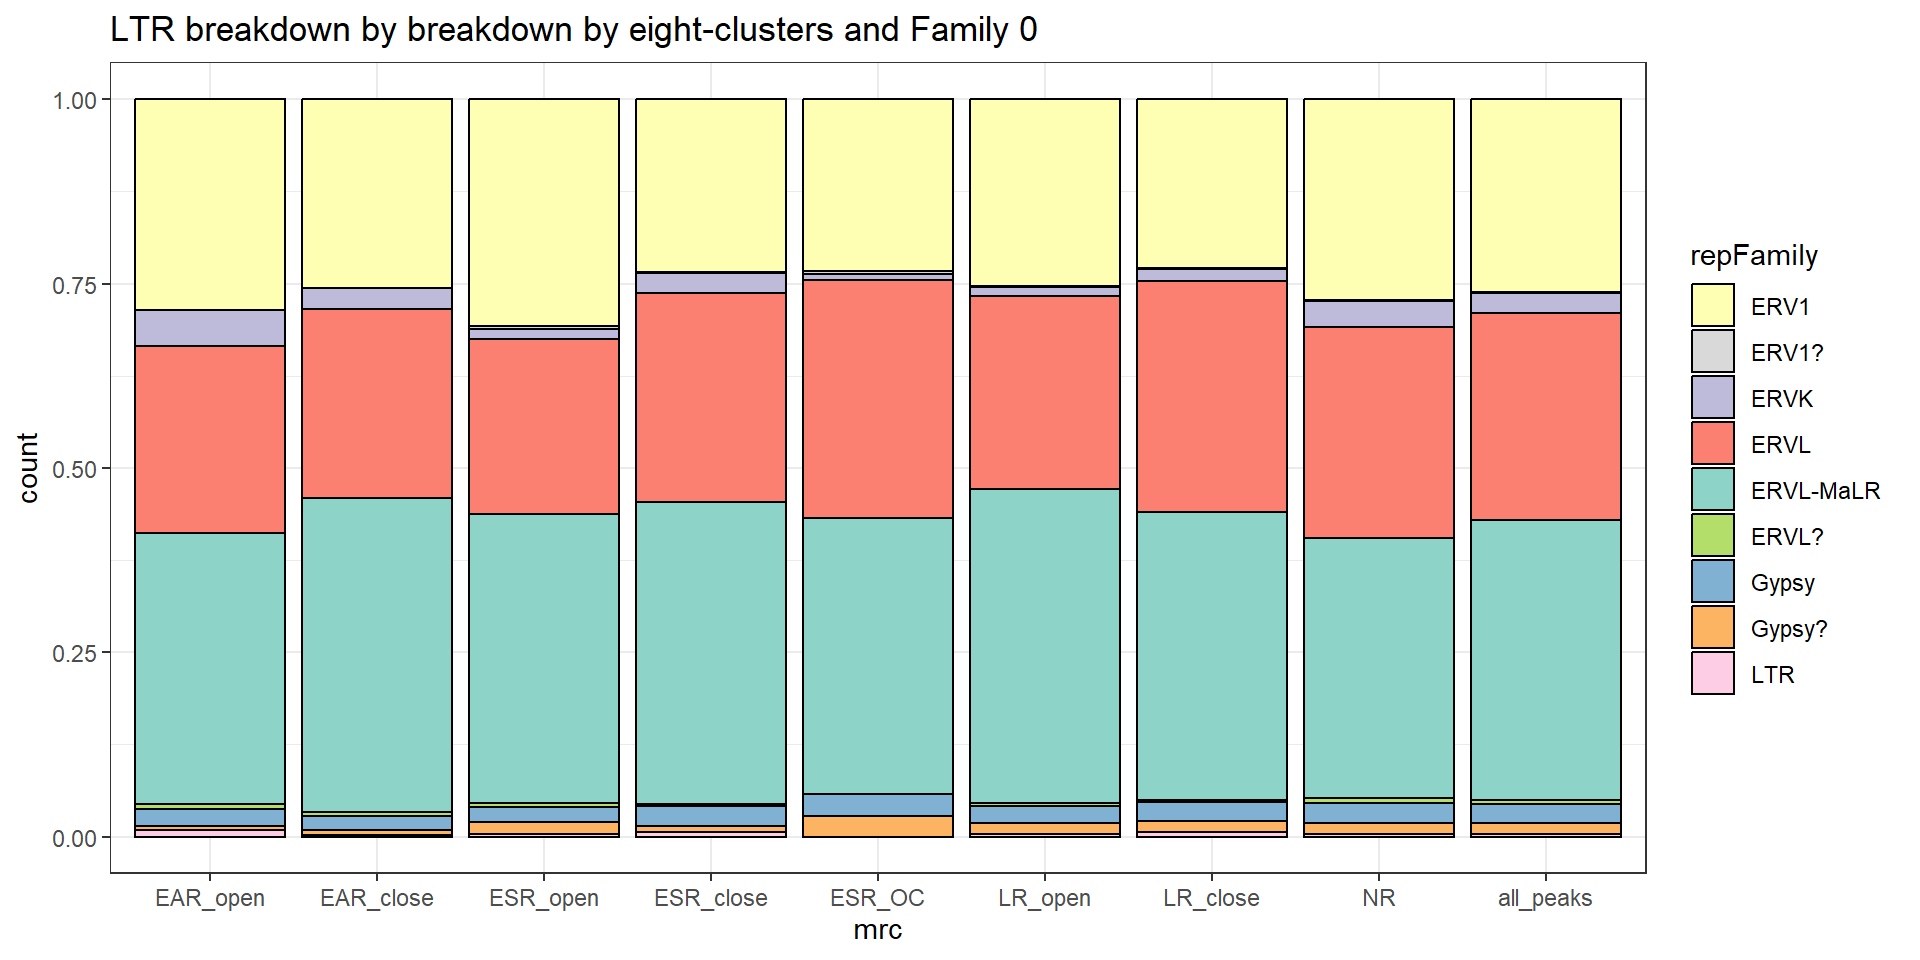 LTR breakdown by breakdown by eight-clusters and Family 0
1.00
0.75
0.50
0.25
0.00
count
EAR_open EAR_close ESR_open ESR_close ESR_OC LR_open LR_close NR all_peaks
mrc
repFamily
ERV1
ERV1?
ERVK
ERVL
ERVL-MaLR
ERVL?
Gypsy
Gypsy?
LTR